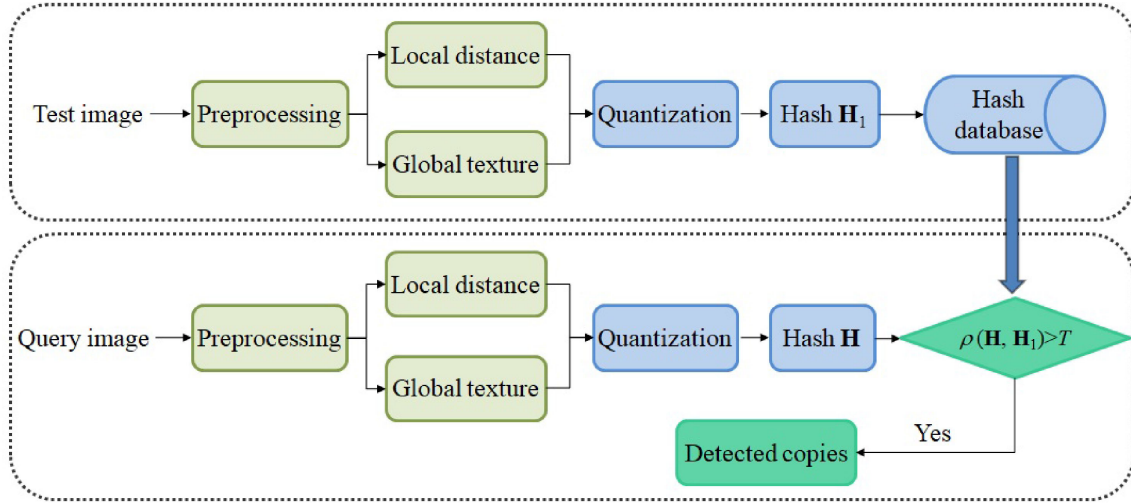 Test image
Preprocessing
Local distance
Global texture
Quantization
Hash H₁
Hash
database
Query image
Preprocessing
Local distance
Global texture
Quantization
Hash H
ρ (H, H₁)>T
Yes
Detected copies